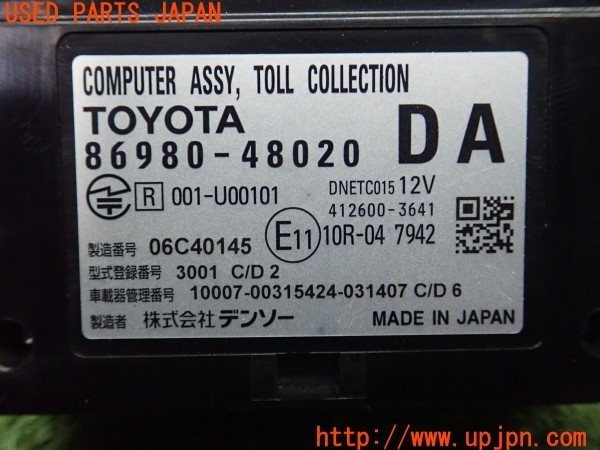 USED PARTS JAPAN
COMPUTER ASSY, TOLL COLLECTION
TOYOTA
86980-48020 DA
R 001-U00101 DNETC015 12V
412600-3641
製造番号 06C40145 E11 10R-04 7942
型式登録番号 3001 C/D 2
車載器管理番号 10007-00315424-031407 C/D 6
製造者 株式会社デンソー MADE IN JAPAN
http://www.upjpn.com/